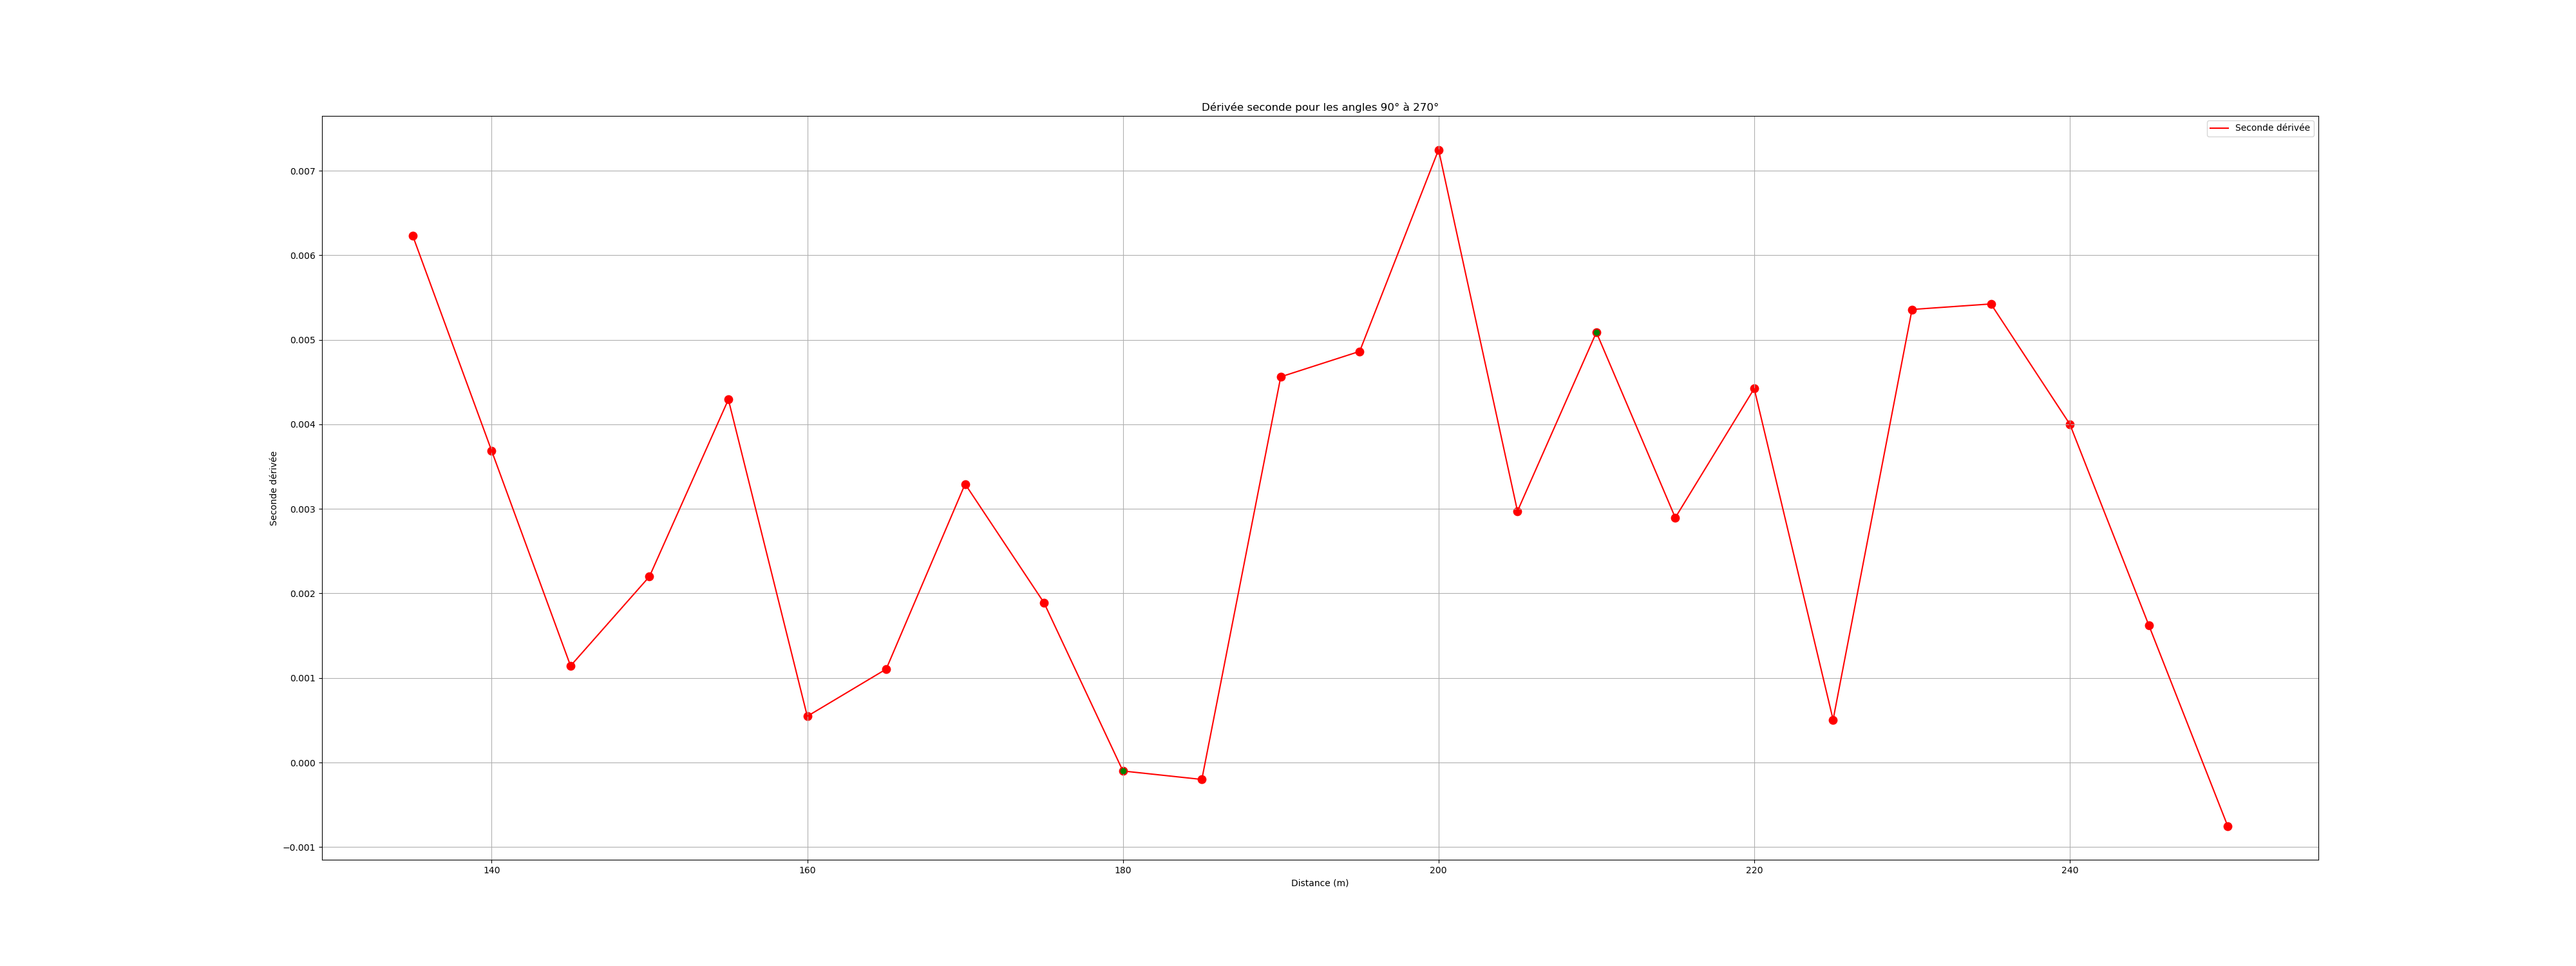 Dérivée seconde pour les angles 90° à 270°
Seconde dérivée
0.007
0.006
0.005
0.004
0.003
0.002
0.001
0.000
−0.001
Seconde dérivée
140 160 180 200 220 240
Distance (m)